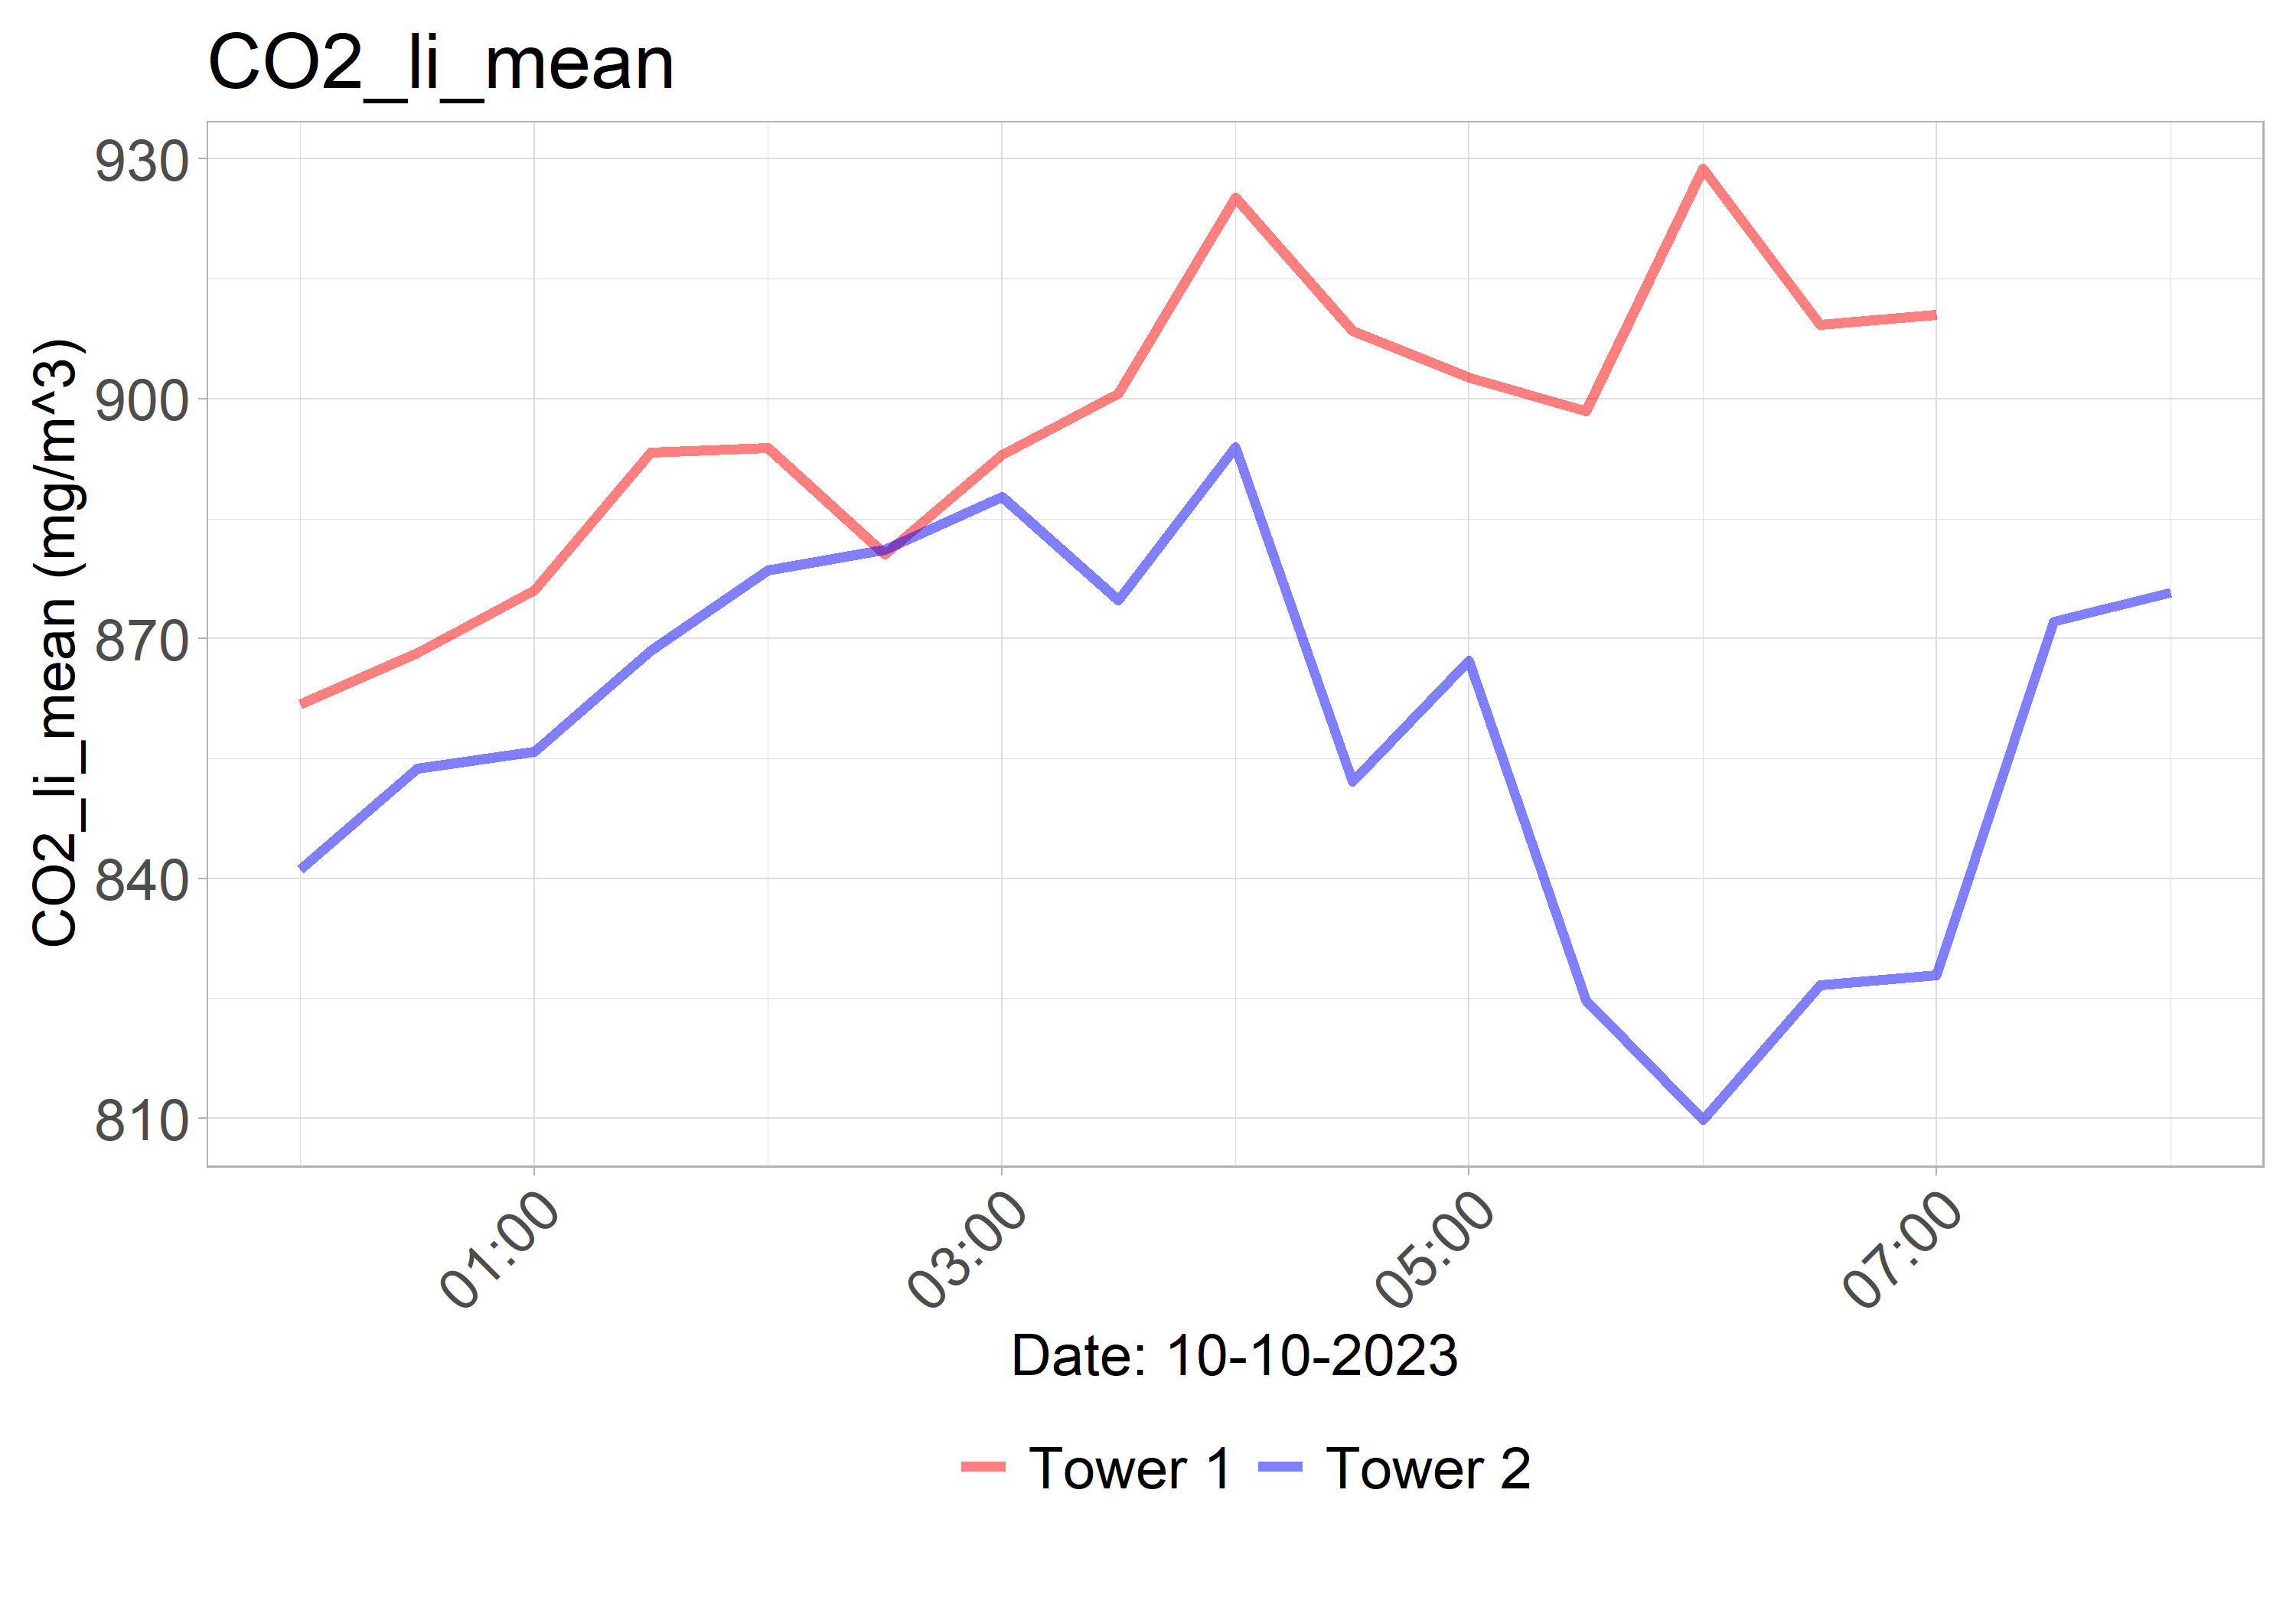 CO2_li_mean
CO2_li_mean (mg/m^3)
930
900
870
840
810
01:00 03:00 05:00 07:00
Date: 10-10-2023
Tower 1 Tower 2